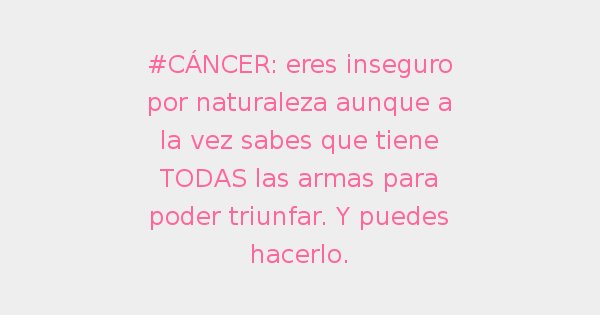 #CÁNCER: eres inseguro
por naturaleza aunque a
la vez sabes que tiene
TODAS las armas para
poder triunfar. Y puedes
hacerlo.